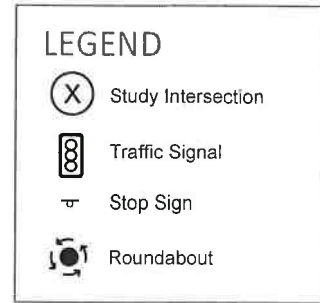 LEGEND
X Study Intersection
Traffic Signal
Stop Sign
Roundabout